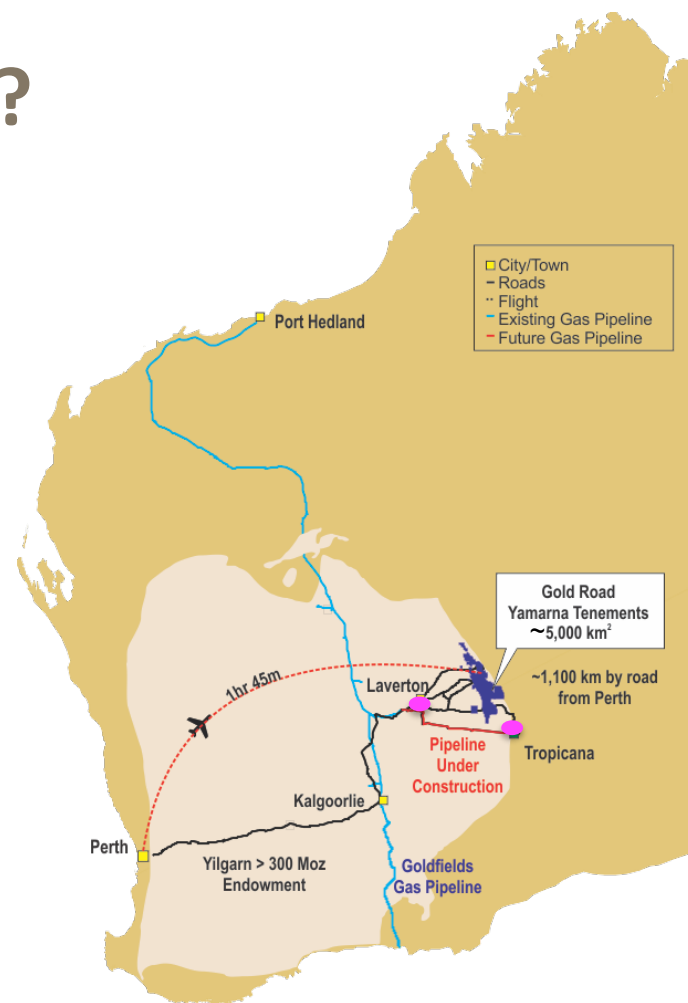 ?
City/Town
Roads
Flight
Existing Gas Pipeline
Future Gas Pipeline
Port Hedland
Gold Road
Yamarna Tenements
~5,000 km²
1hr 45m
Laverton
~1,100 km by road
from Perth
Pipeline
Under
Construction
Tropicana
Kalgoorlie
Perth
Yilgarn > 300 Moz
Endowment
Goldfields
Gas Pipeline